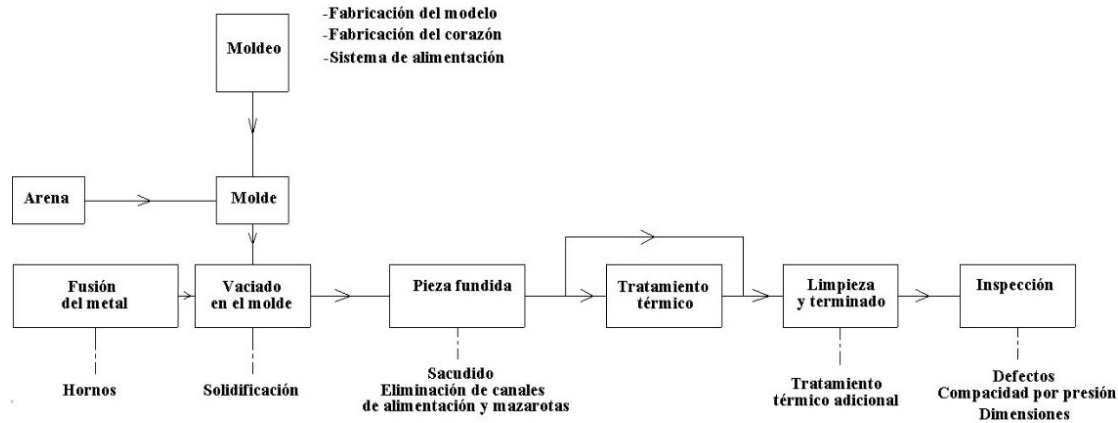 -Fabricación del modelo
Moldeo
-Fabricación del corazón
-Sistema de alimentación
Arena
Molde
Fusión
del metal
Vaciado
en el molde
Pieza fundida
Tratamiento
térmico
Limpieza
y terminado
Inspección
Hornos
Solidificación
Sacudido
Eliminación de canales
de alimentación y mazarotas
Tratamiento
térmico adicional
Defectos
Compacidad por presión
Dimensiones